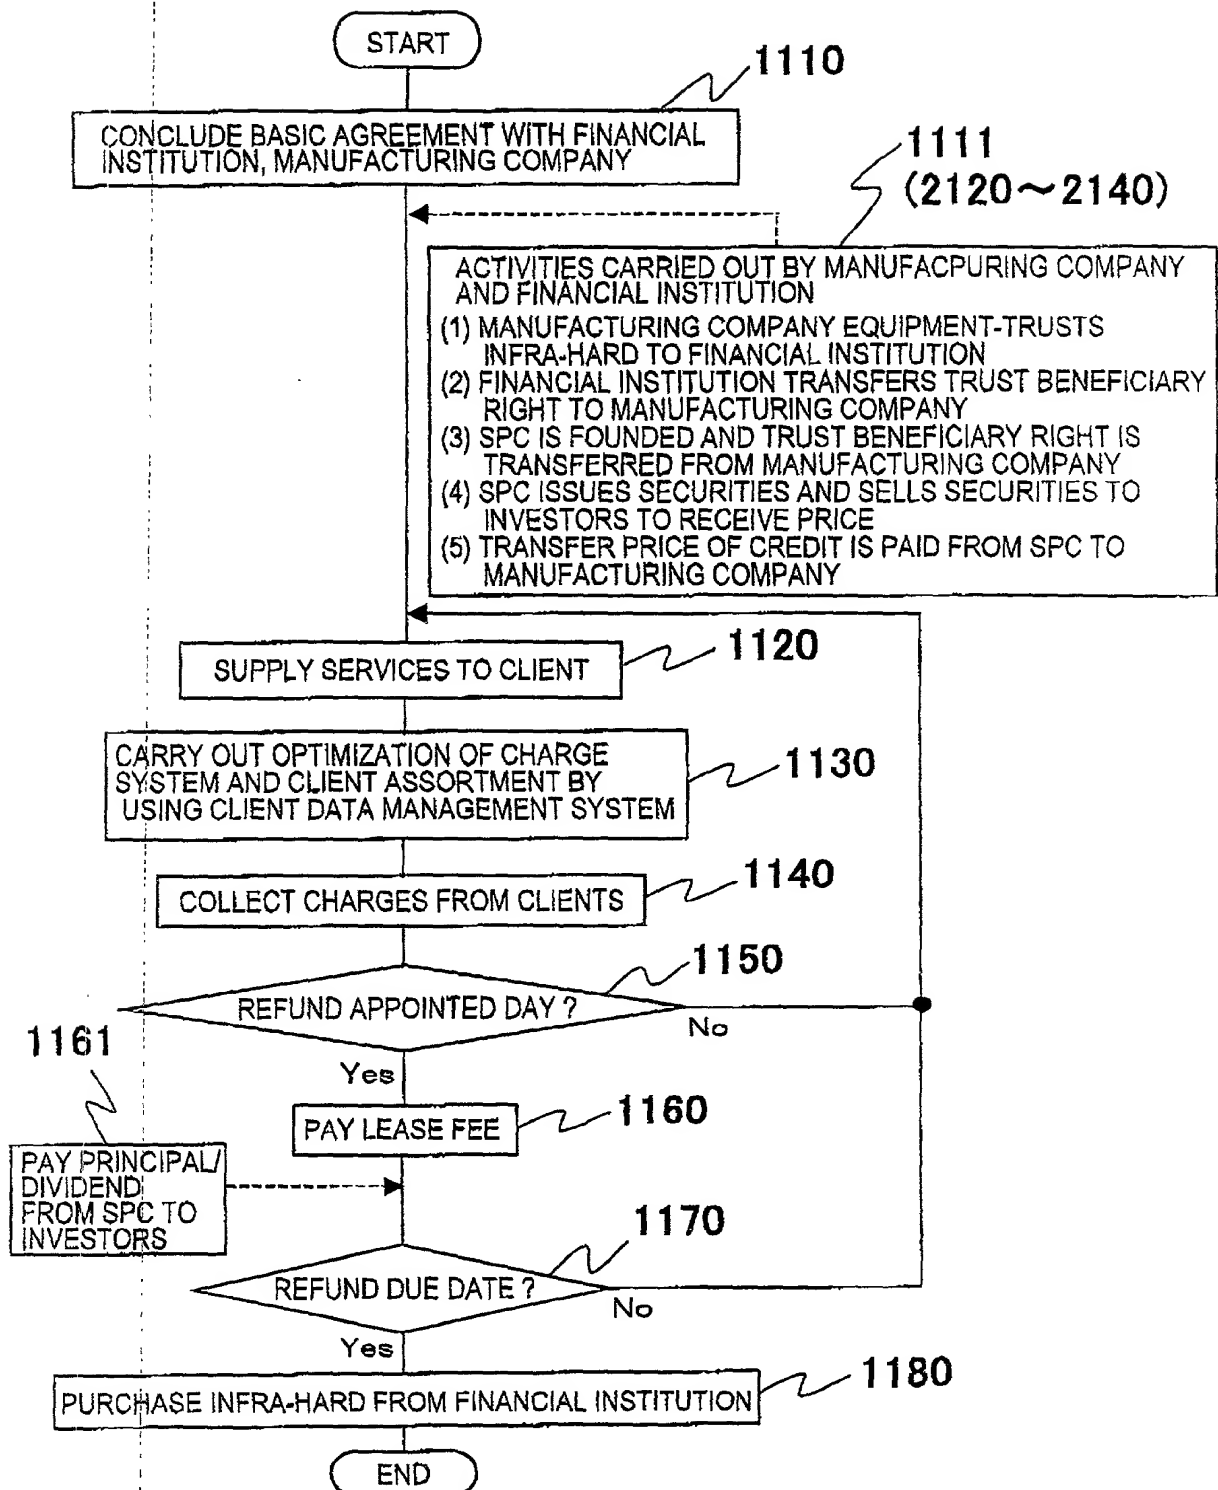 START
1110
CONCLUDE BASIC AGREEMENT WITH FINANCIAL
INSTITUTION, MANUFACTURING COMPANY
1111
(2120～2140)
ACTIVITIES CARRIED OUT BY MANUFACPURING COMPANY
AND FINANCIAL INSTITUTION
(1) MANUFACTURING COMPANY EQUIPMENT-TRUSTS
INFRA-HARD TO FINANCIAL INSTITUTION
(2) FINANCIAL INSTITUTION TRANSFERS TRUST BENEFICIARY
RIGHT TO MANUFACTURING COMPANY
(3) SPC IS FOUNDED AND TRUST BENEFICIARY RIGHT IS
TRANSFERRED FROM MANUFACTURING COMPANY
(4) SPC ISSUES SECURITIES AND SELLS SECURITIES TO
INVESTORS TO RECEIVE PRICE
(5) TRANSFER PRICE OF CREDIT IS PAID FROM SPC TO
MANUFACTURING COMPANY
1120
SUPPLY SERVICES TO CLIENT
CARRY OUT OPTIMIZATION OF CHARGE
SYSTEM AND CLIENT ASSORTMENT BY
USING CLIENT DATA MANAGEMENT SYSTEM
1130
1140
COLLECT CHARGES FROM CLIENTS
1150
REFUND APPOINTED DAY ?
No
Yes
1161
1160
PAY LEASE FEE
PAY PRINCIPAL/
DIVIDEND
FROM SPC TO
INVESTORS
1170
REFUND DUE DATE ?
No
Yes
1180
PURCHASE INFRA-HARD FROM FINANCIAL INSTITUTION
END